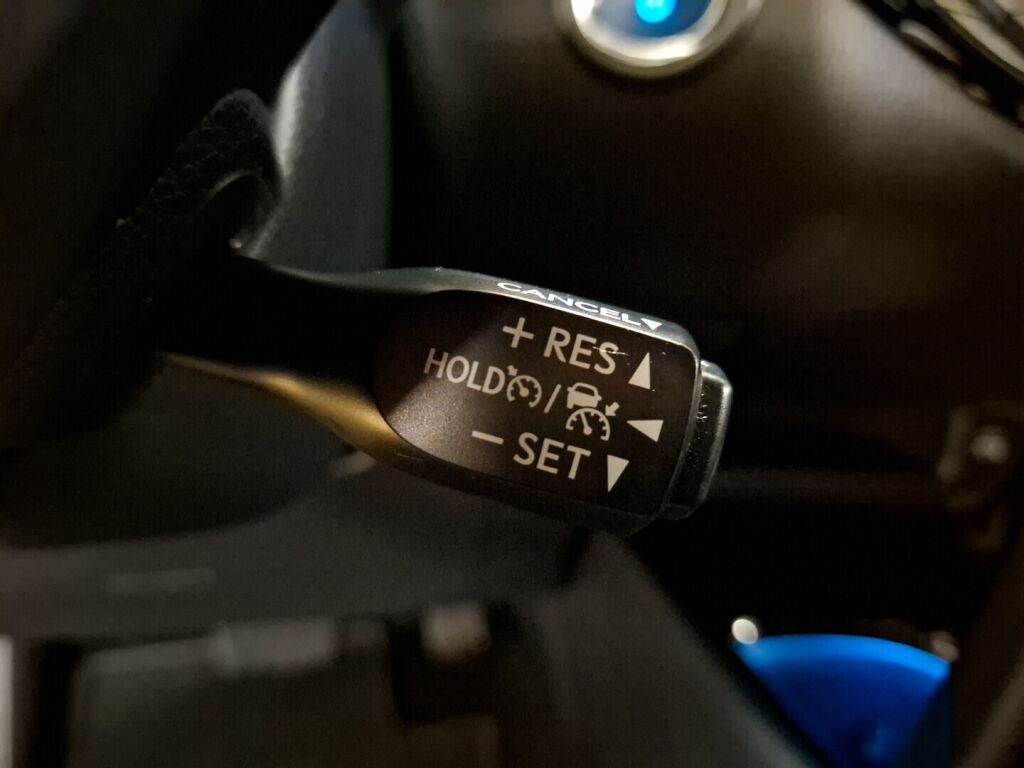 CANCEL▼
+ RES ▲
HOLD / ◀
− SET ▼